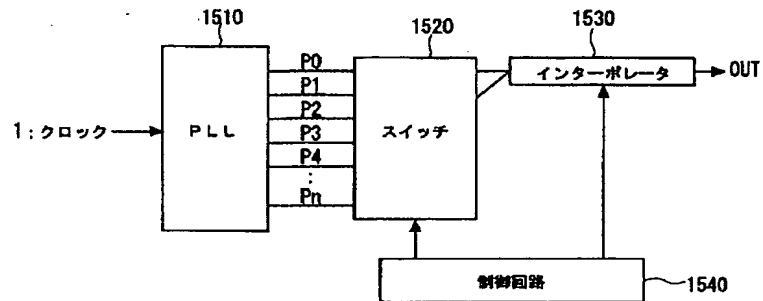 1510
1520
1530
P0
P1
P2
P3
P4
:
Pn
1:クロック
PLL
スイッチ
インターポレータ
OUT
制御回路
1540